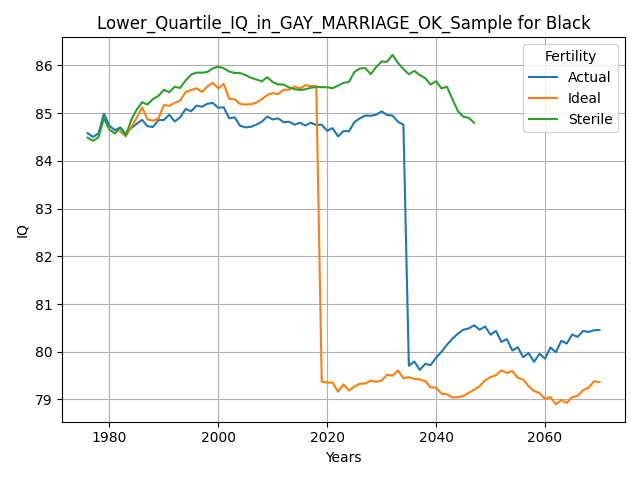 Lower_Quartile_IQ_in_GAY_MARRIAGE_OK_Sample for Black
Fertility
Actual
Ideal
Sterile
IQ
86
85
84
83
82
81
80
79
1980 2000 2020 2040 2060
Years